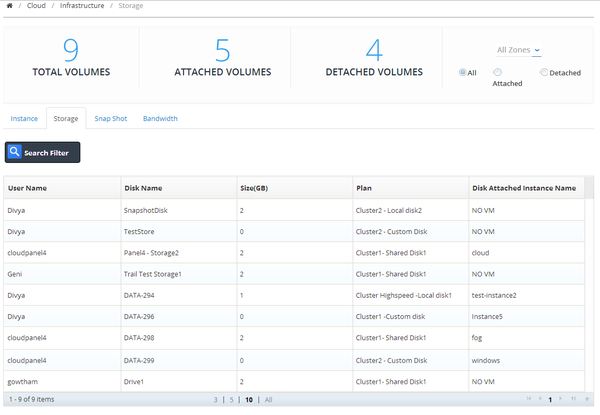 / Cloud / Infrastructure / Storage
9 5 4
TOTAL VOLUMES ATTACHED VOLUMES DETACHED VOLUMES
All Zones
All Attached Detached
Instance Storage Snap Shot Bandwidth
Search Filter
User Name Disk Name Size(GB) Plan Disk Attached Instance Name
Divya SnapshotDisk 2 Cluster2 - Local disk2 NO VM
Divya TestStore 0 Cluster2 - Custom Disk NO VM
cloudpanel4 Panel4 - Storage2 2 Cluster1- Shared Disk1 cloud
Geni Trail Test Storage1 2 Cluster1- Shared Disk1 NO VM
Divya DATA-294 1 Cluster Highspeed -Local disk1 test-instance2
Divya DATA-296 0 Cluster1 -Custom disk Instance5
cloudpanel4 DATA-298 2 Cluster1- Shared Disk1 fog
cloudpanel4 DATA-299 0 Cluster2 - Custom Disk windows
gowtham Drive1 2 Cluster1- Shared Disk1 NO VM
1 - 9 of 9 items 3 | 5 | 10 | All 1